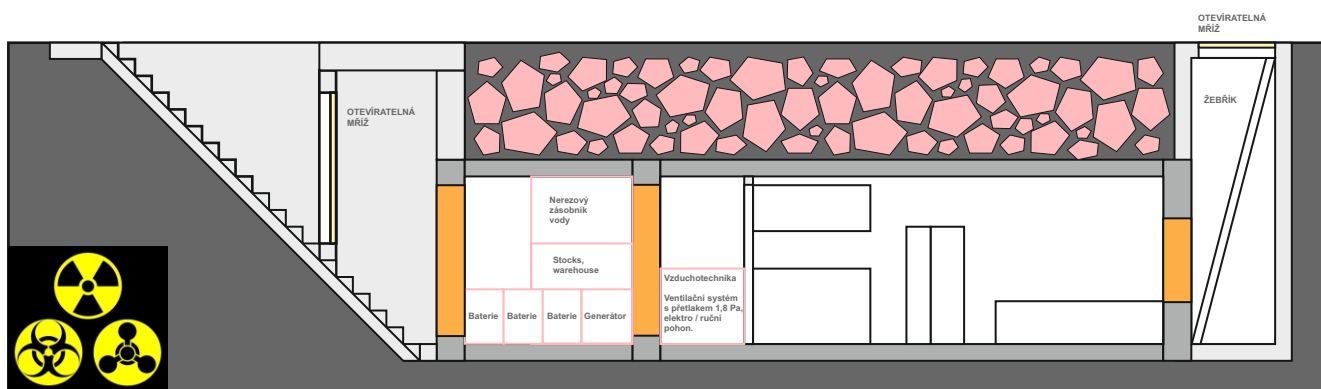 OTEVÍRATELNÁ
MŘÍŽ
OTEVÍRATELNÁ
MŘÍŽ
ŽEBŘÍK
Nerezový
zásobník
vody
Stocks,
warehouse
Baterie
Baterie
Baterie
Generátor
Vzduchotechnika
Ventilační systém
s přetlakem 1,8 Pa,
elektro / ruční
pohon.